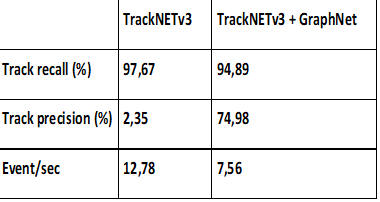 TrackNETv3 TrackNETv3 + GraphNet
Track recall (%) 97,67 94,89
Track precision (%) 2,35 74,98
Event/sec 12,78 7,56